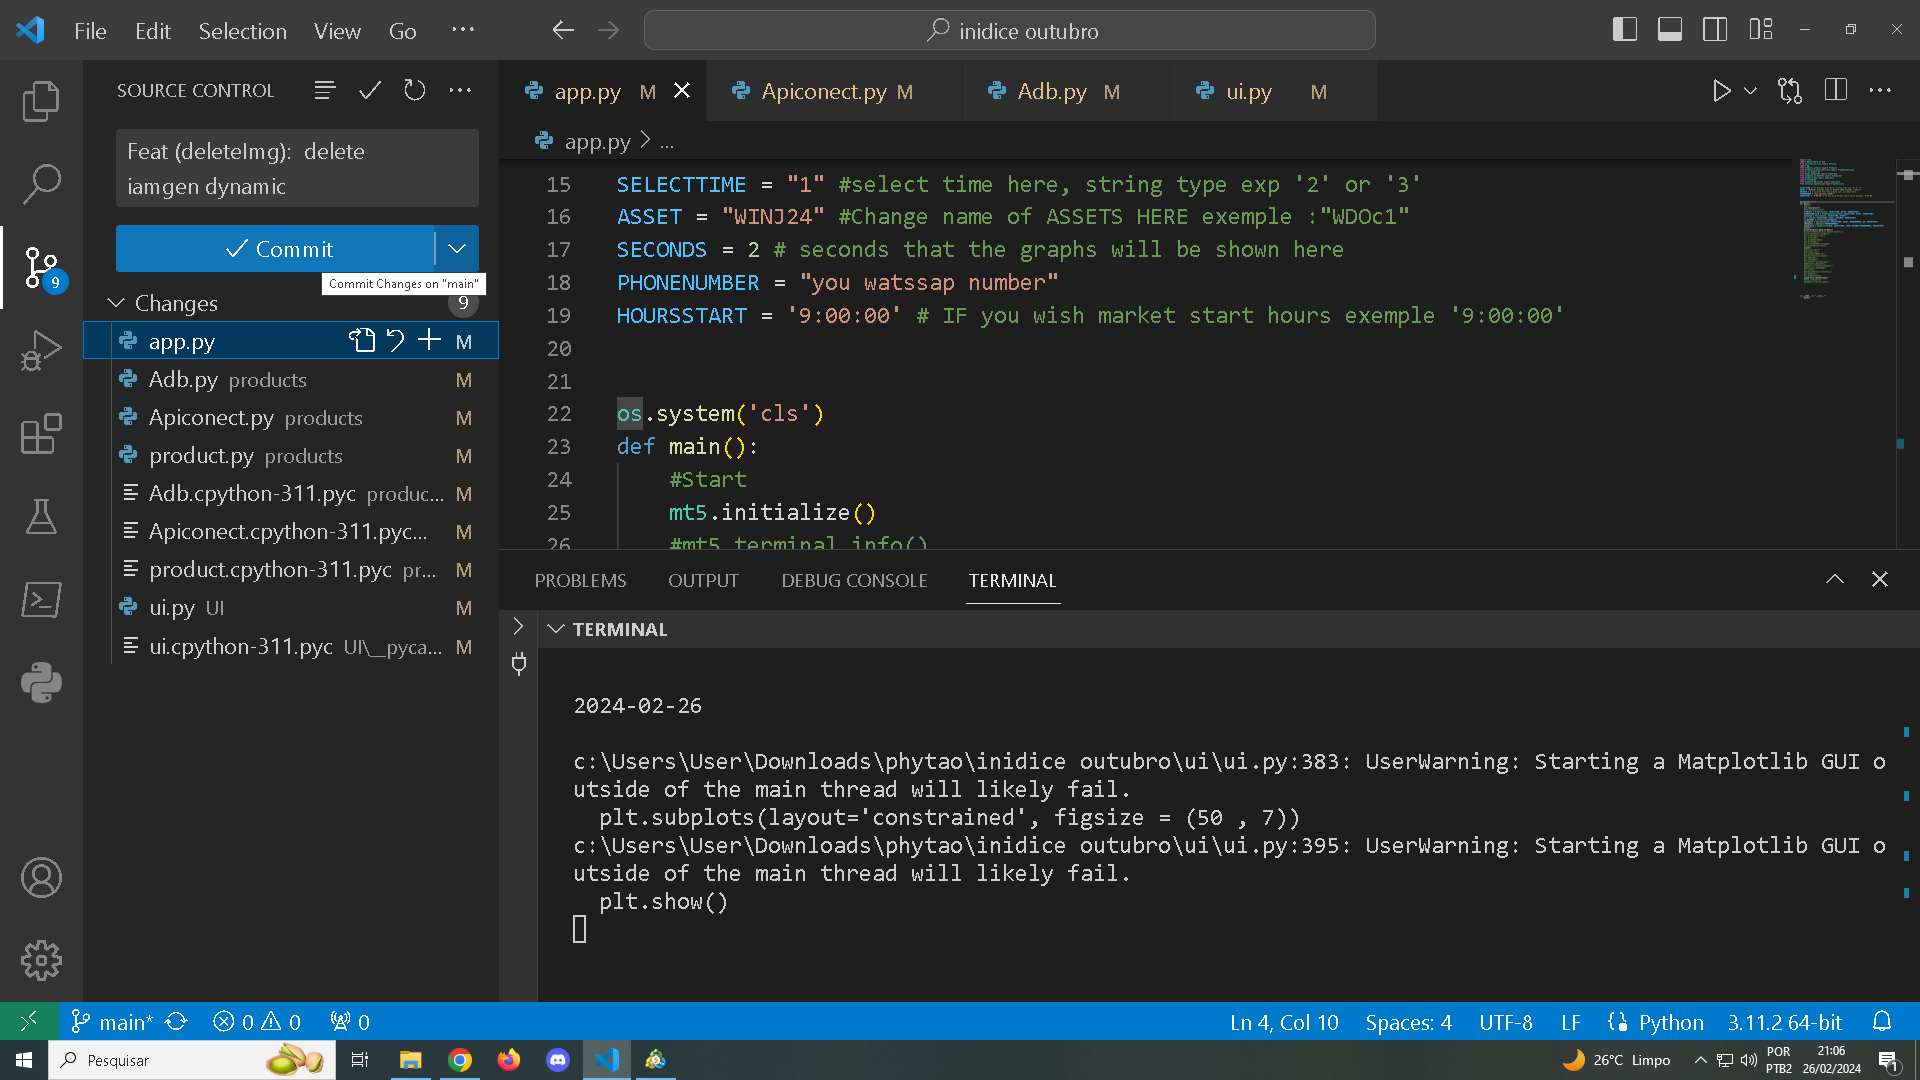 File Edit Selection View Go ...
inidice outubro
SOURCE CONTROL
app.py M
Apiconect.py M
Adb.py M
ui.py M
app.py > ...
Feat (deleteImg):  delete
iamgen dynamic
Commit
Commit Changes on "main"
Changes 9
9
app.py M
Adb.py products M
Apiconect.py products M
product.py products M
Adb.cpython-311.pyc produc... M
Apiconect.cpython-311.pyc... M
product.cpython-311.pyc pr... M
ui.py UI M
ui.cpython-311.pyc UI\__pyca... M
15 SELECTTIME = "1" #select time here, string type exp '2' or '3'
16 ASSET = "WINJ24" #Change name of ASSETS HERE exemple :"WDOc1"
17 SECONDS = 2 # seconds that the graphs will be shown here
18 PHONENUMBER = "you watssap number"
19 HOURSSTART = '9:00:00' # IF you wish market start hours exemple '9:00:00'
20
21
22 os.system('cls')
23 def main():
24 #Start
25 mt5.initialize()
26 #mt5 terminal info()
PROBLEMS OUTPUT DEBUG CONSOLE TERMINAL
TERMINAL
2024-02-26
c:\Users\User\Downloads\phytao\inidice outubro\ui\ui.py:383: UserWarning: Starting a Matplotlib GUI o
utside of the main thread will likely fail.
plt.subplots(layout='constrained', figsize = (50 , 7))
c:\Users\User\Downloads\phytao\inidice outubro\ui\ui.py:395: UserWarning: Starting a Matplotlib GUI o
utside of the main thread will likely fail.
plt.show()
main* 0 0 0
Ln 4, Col 10 Spaces: 4 UTF-8 LF Python 3.11.2 64-bit
Pesquisar
26°C Limpo
POR
PTB2
21:06
26/02/2024
1